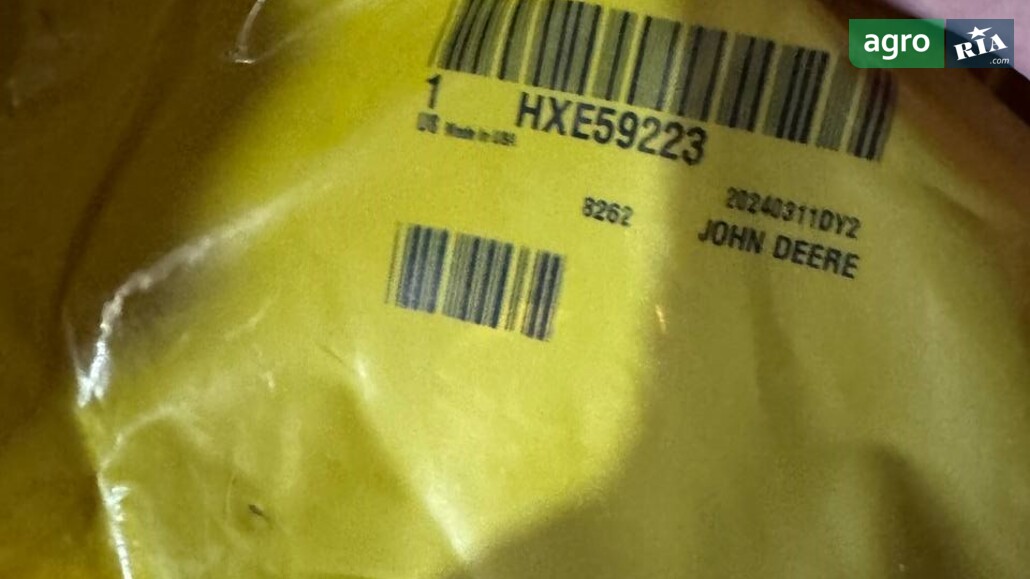 agro RIA
.com
1 HXE59223
US Made in USA
8262 20240311DY2
JOHN DEERE